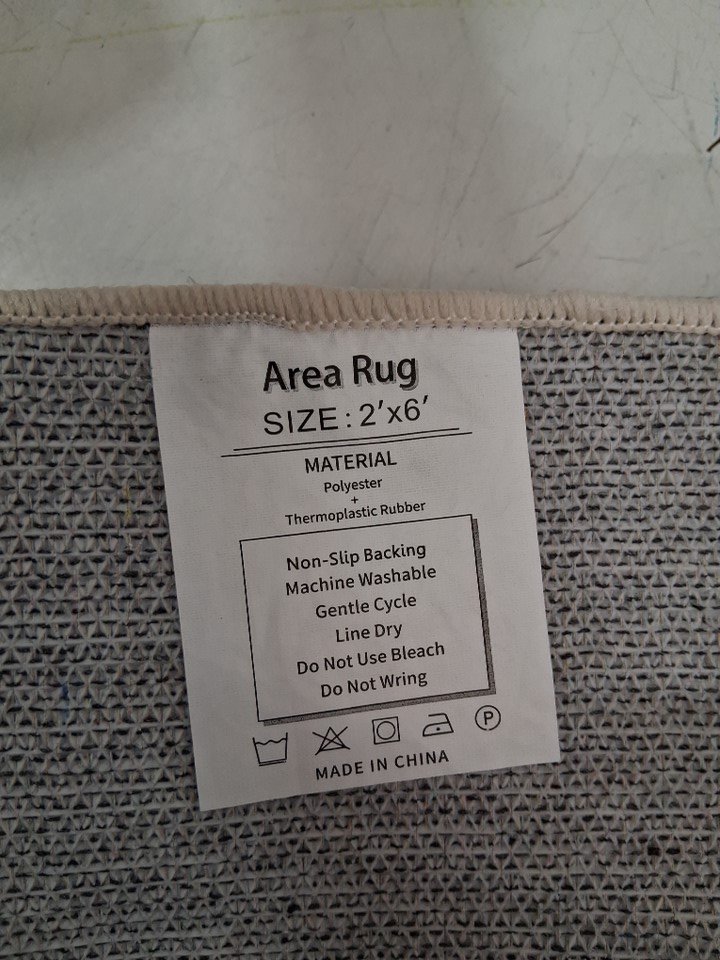 Area Rug
SIZE : 2'x6'
MATERIAL
Polyester
+
Thermoplastic Rubber
Non-Slip Backing
Machine Washable
Gentle Cycle
Line Dry
Do Not Use Bleach
Do Not Wring
P
MADE IN CHINA